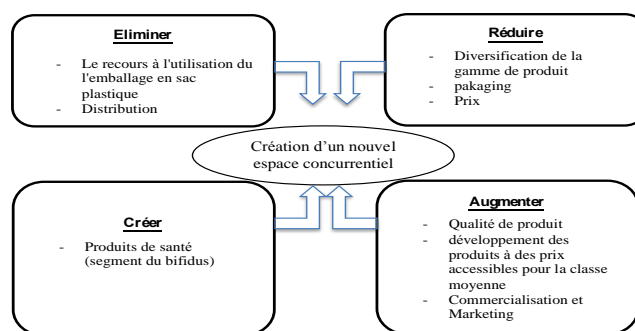 Eliminer
- Le recours à l'utilisation du
l'emballage en sac
plastique
- Distribution
Réduire
- Diversification de la
gamme de produit
- pakaging
- Prix
Création d'un nouvel
espace concurrentiel
Créer
- Produits de santé
(segment du bifidus)
Augmenter
- Qualité de produit
- développement des
produits à des prix
accessibles pour la classe
moyenne
- Commercialisation et
Marketing